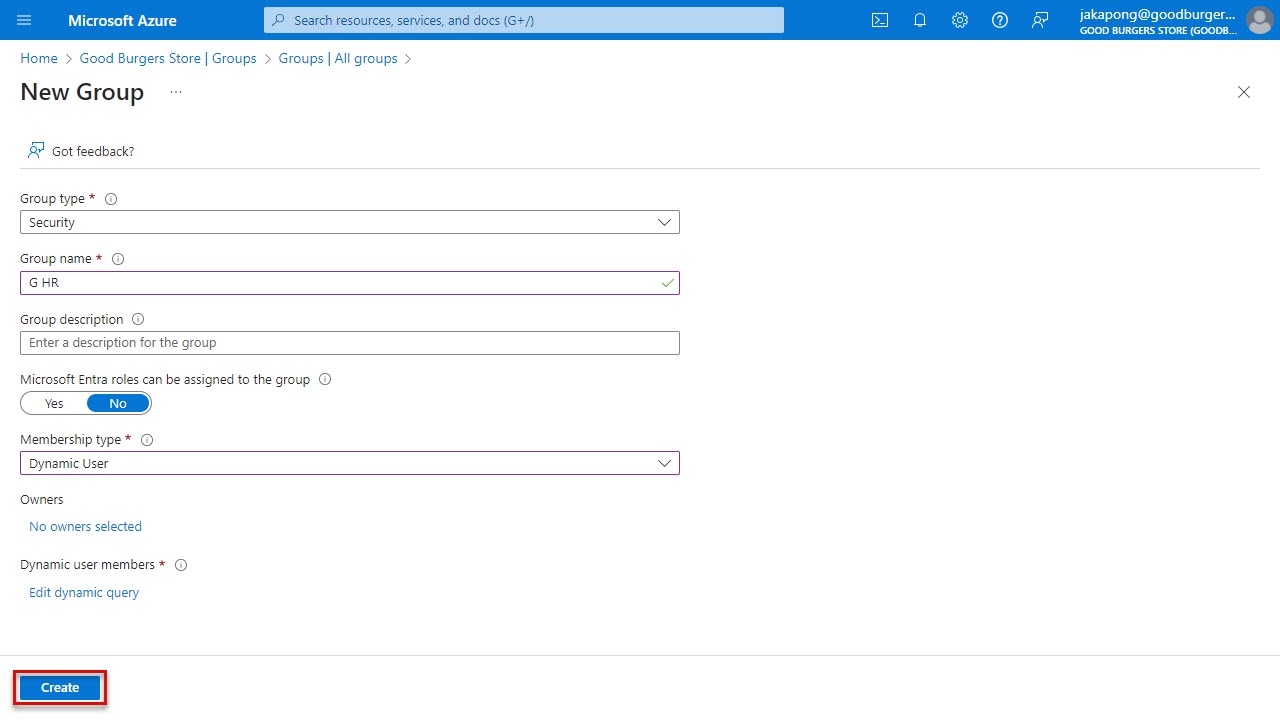 Microsoft Azure
Search resources, services, and docs (G+/)
jakapong@goodburger...
GOOD BURGERS STORE (GOODB...
Home > Good Burgers Store | Groups > Groups | All groups >
New Group ...
Got feedback?
Group type *
Security
Group name *
G HR
Group description
Enter a description for the group
Microsoft Entra roles can be assigned to the group
Yes No
Membership type *
Dynamic User
Owners
No owners selected
Dynamic user members *
Edit dynamic query
Create